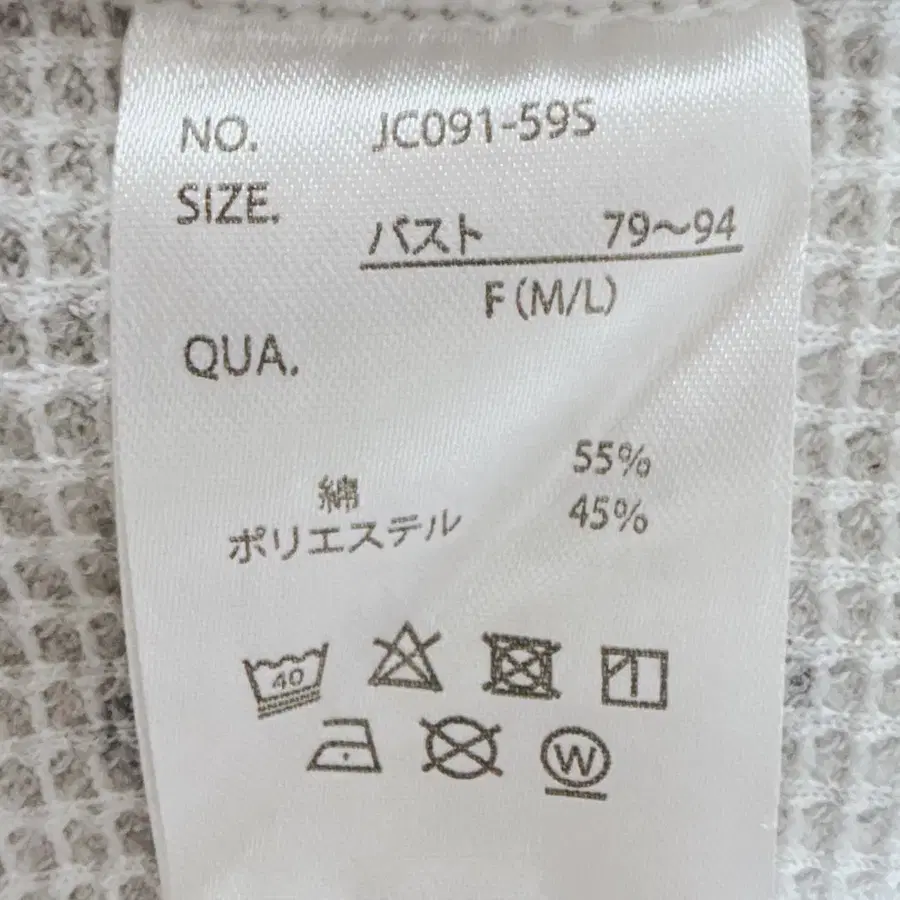 NO. JC091-59S
SIZE.
バスト 79～94
F(M/L)
QUA.
綿 55%
ポリエステル 45%
40
W